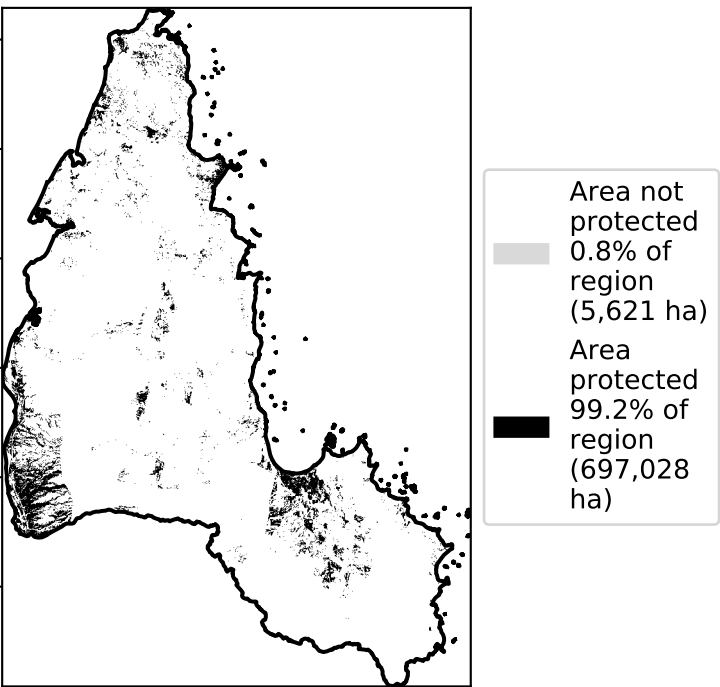 Area not
protected
0.8% of
region
(5,621 ha)
Area
protected
99.2% of
region
(697,028
ha)